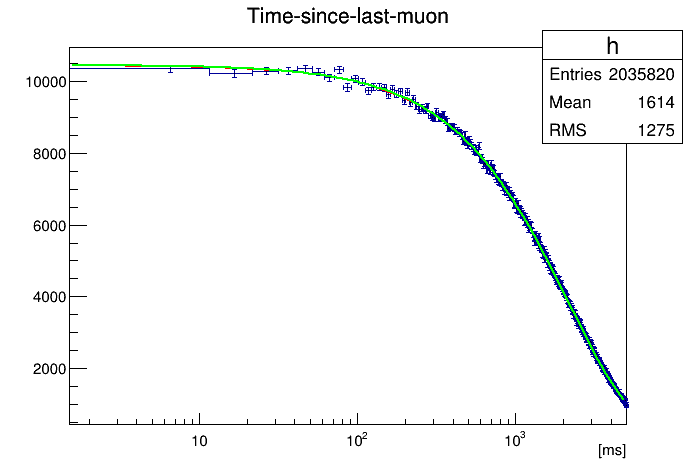 Time-since-last-muon
h
Entries 2035820
Mean 1614
RMS 1275
10000
8000
6000
4000
2000
10 10² 10³
[ms]